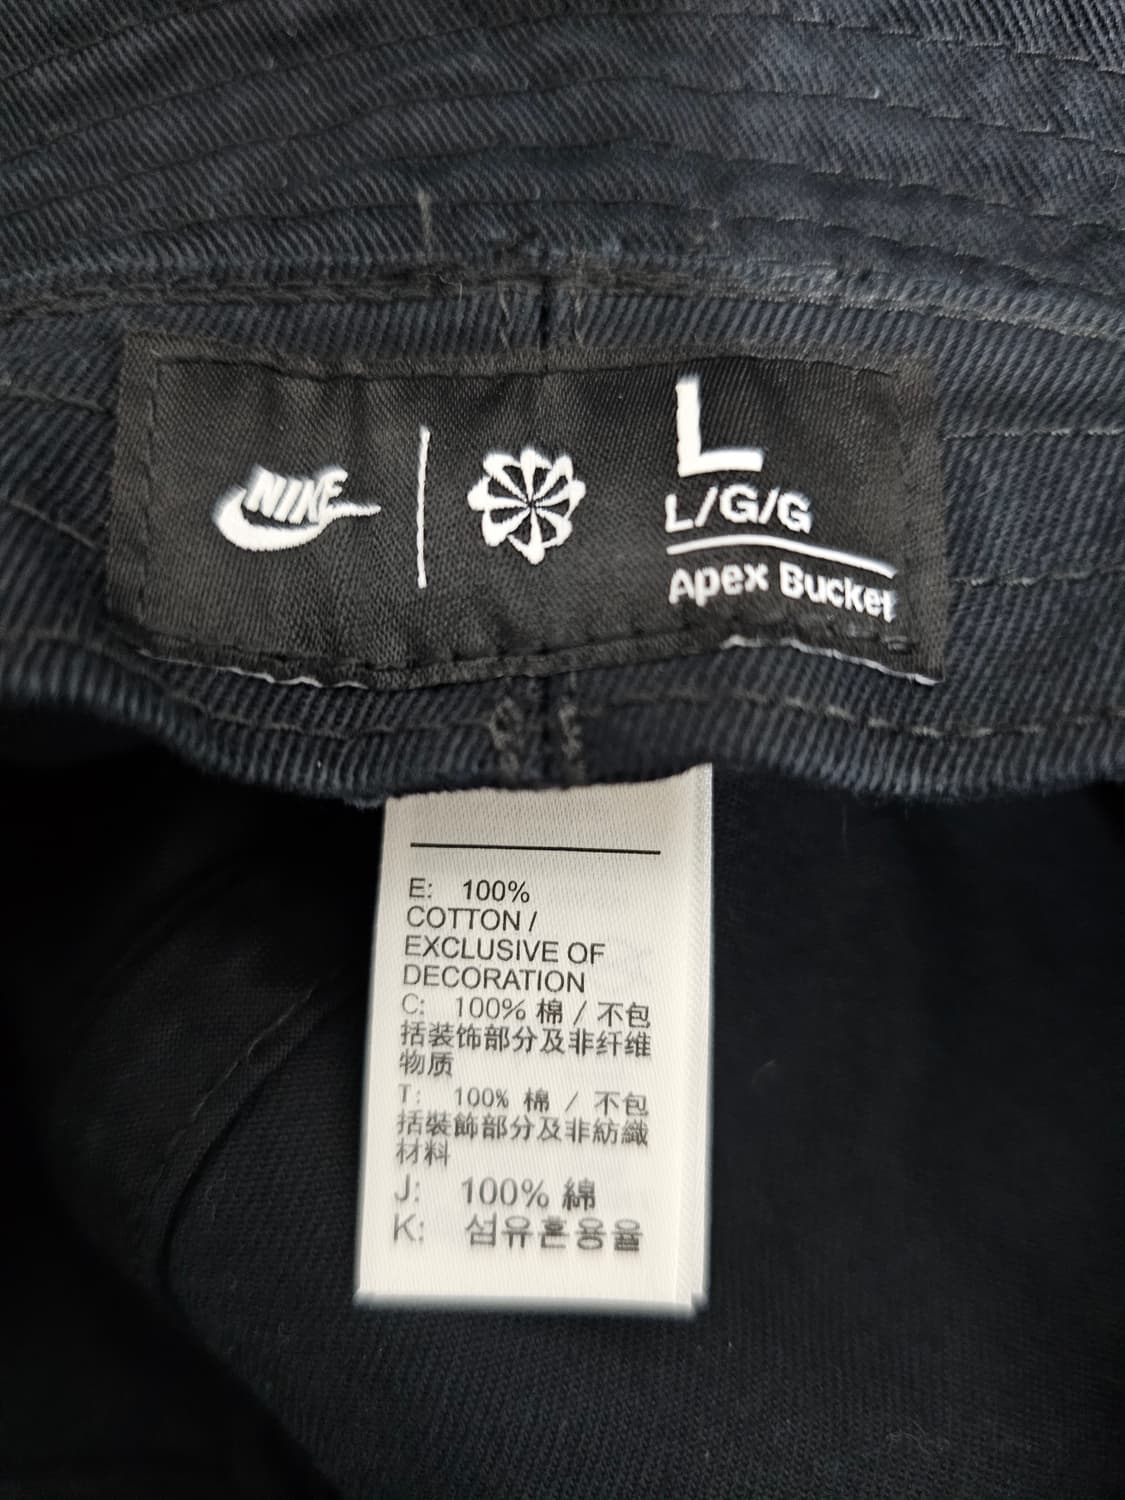 NIKE
L
L/G/G
Apex Bucket
E: 100%
COTTON /
EXCLUSIVE OF
DECORATION
C: 100% 棉 / 不包
括装饰部分及非纤维
物质
T: 100% 棉 / 不包
括裝飾部分及非紡織
材料
J: 100% 綿
K: 섬유혼용율